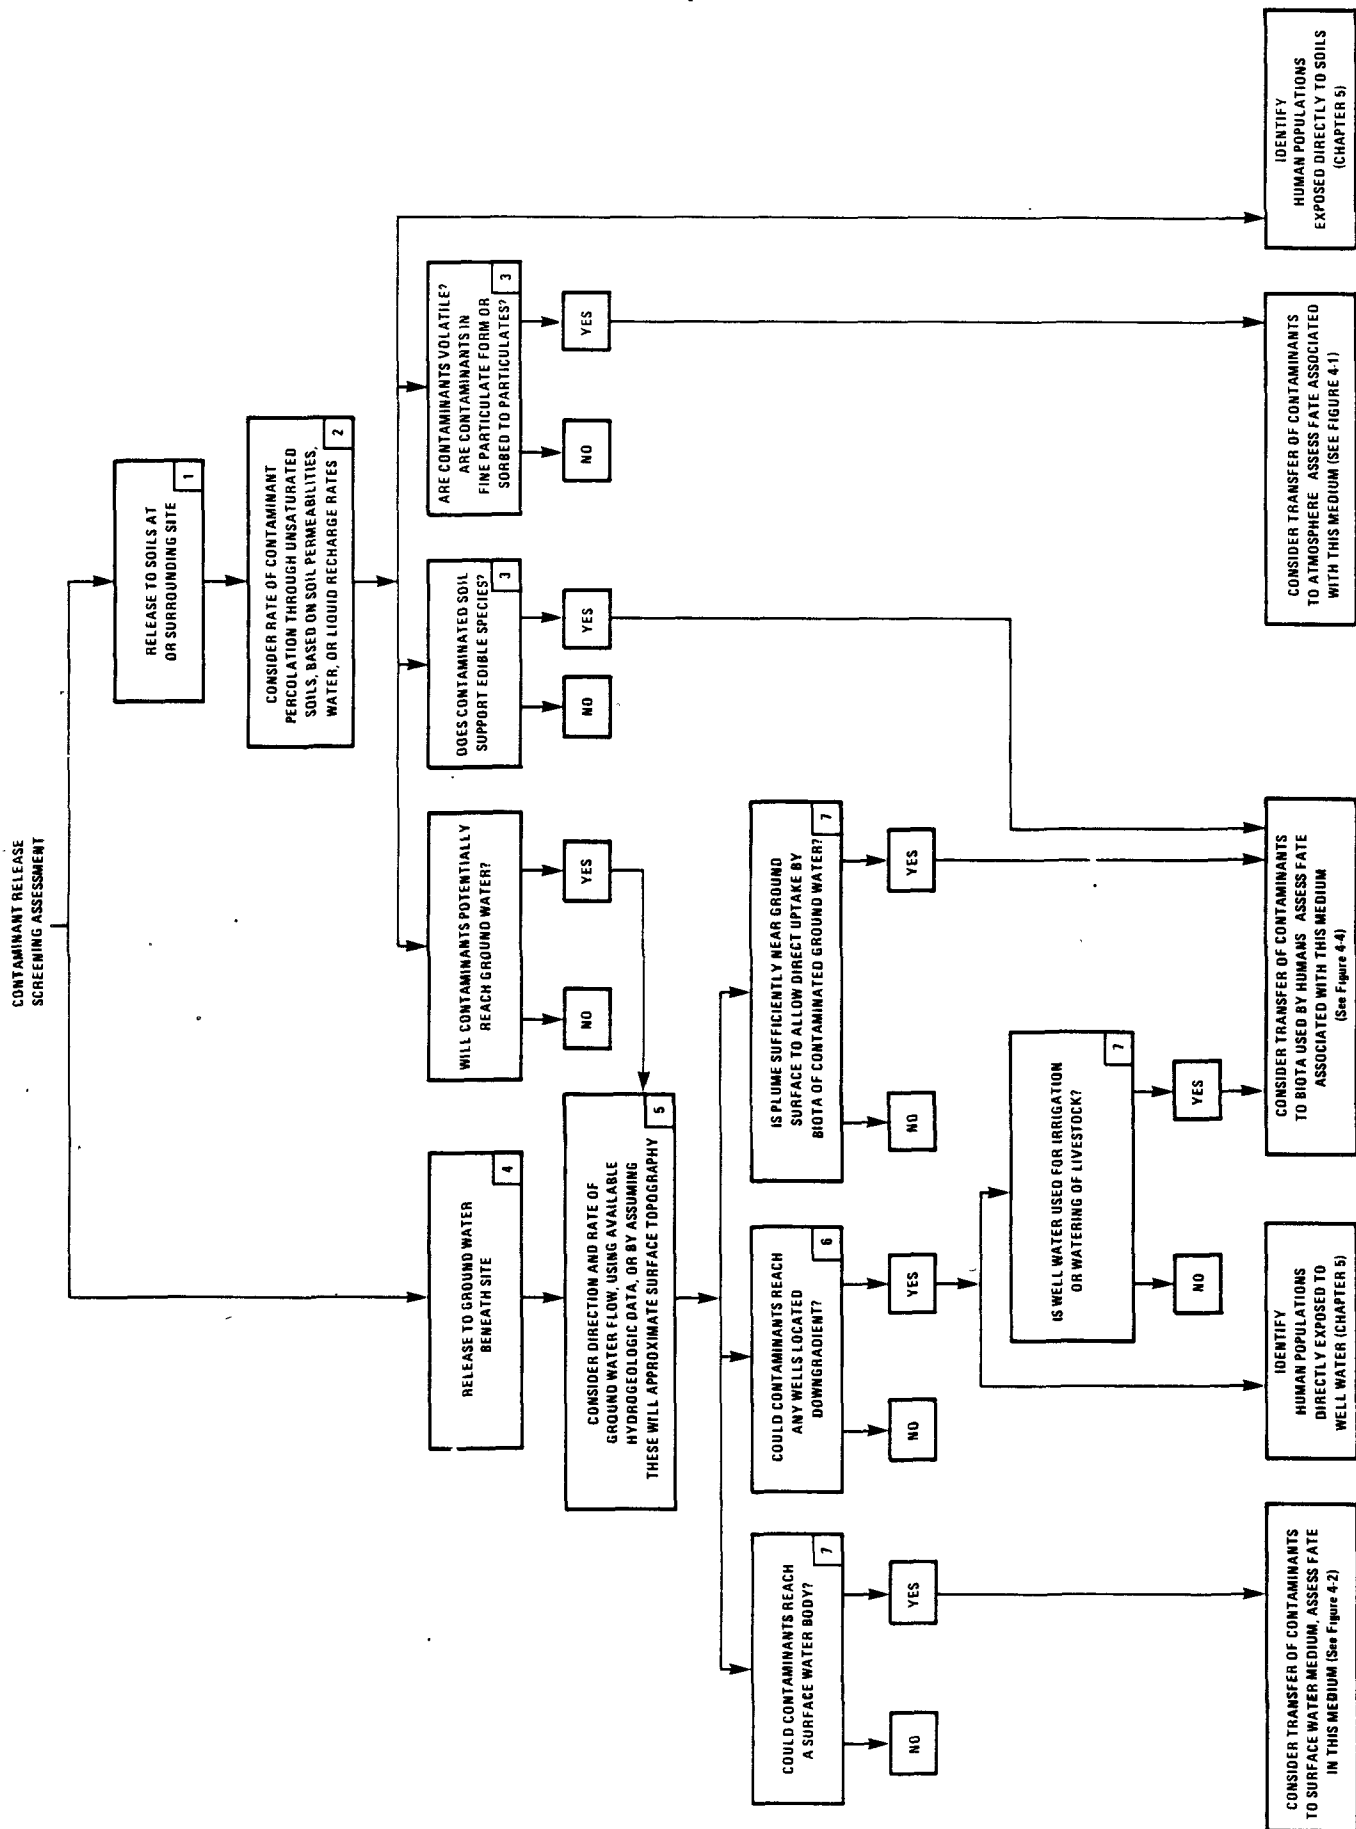 CONTAMINANT RELEASE
SCREENING ASSESSMENT
RELEASE TO SOILS AT
OR SURROUNDING SITE
1
CONSIDER RATE OF CONTAMINANT
PERCOLATION THROUGH UNSATURATED
SOILS, BASED ON SOIL PERMEABILITIES,
WATER, OR LIQUID RECHARGE RATES
2
RELEASE TO GROUND WATER
BENEATH SITE
4
WILL CONTAMINANTS POTENTIALLY
REACH GROUND WATER?
DOES CONTAMINATED SOIL
SUPPORT EDIBLE SPECIES?
3
ARE CONTAMINANTS VOLATILE?
ARE CONTAMINANTS IN
FINE PARTICULATE FORM OR
SORBED TO PARTICULATES?
3
NO
YES
NO
YES
NO
YES
CONSIDER DIRECTION AND RATE OF
GROUND WATER FLOW, USING AVAILABLE
HYDROGEOLOGIC DATA, OR BY ASSUMING
THESE WILL APPROXIMATE SURFACE TOPOGRAPHY
5
COULD CONTAMINANTS REACH
A SURFACE WATER BODY?
7
COULD CONTAMINANTS REACH
ANY WELLS LOCATED
DOWNGRADIENT?
6
IS PLUME SUFFICIENTLY NEAR GROUND
SURFACE TO ALLOW DIRECT UPTAKE BY
BIOTA OF CONTAMINATED GROUND WATER?
7
NO
YES
NO
YES
NO
YES
IS WELL WATER USED FOR IRRIGATION
OR WATERING OF LIVESTOCK?
7
NO
YES
CONSIDER TRANSFER OF CONTAMINANTS
TO SURFACE WATER MEDIUM, ASSESS FATE
IN THIS MEDIUM (See Figure 4-2)
IDENTIFY
HUMAN POPULATIONS
DIRECTLY EXPOSED TO
WELL WATER (CHAPTER 5)
CONSIDER TRANSFER OF CONTAMINANTS
TO BIOTA USED BY HUMANS ASSESS FATE
ASSOCIATED WITH THIS MEDIUM
(See Figure 4-4)
CONSIDER TRANSFER OF CONTAMINANTS
TO ATMOSPHERE ASSESS FATE ASSOCIATED
WITH THIS MEDIUM (SEE FIGURE 4-1)
IDENTIFY
HUMAN POPULATIONS
EXPOSED DIRECTLY TO SOILS
(CHAPTER 5)